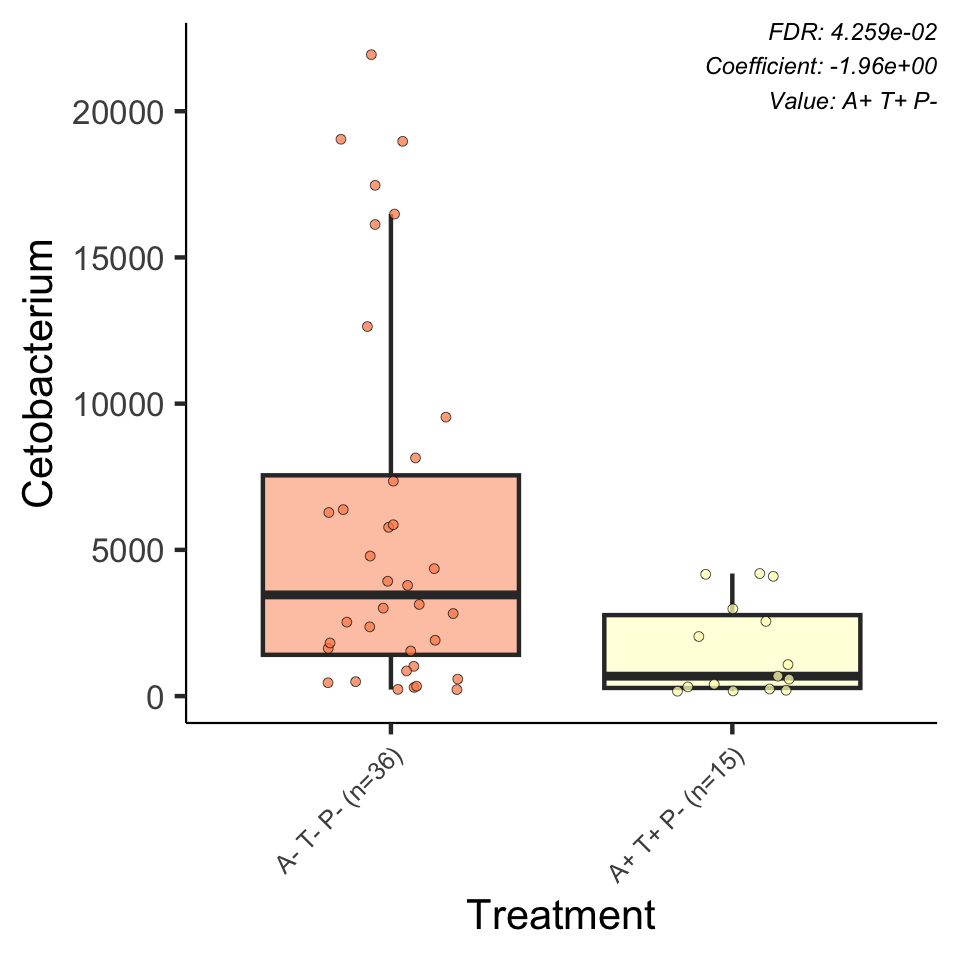 FDR: 4.259e-02
Coefficient: -1.96e+00
Value: A+ T+ P-
Cetobacterium
20000
15000
10000
5000
0
A- T- P- (n=36)
A+ T+ P- (n=15)
Treatment